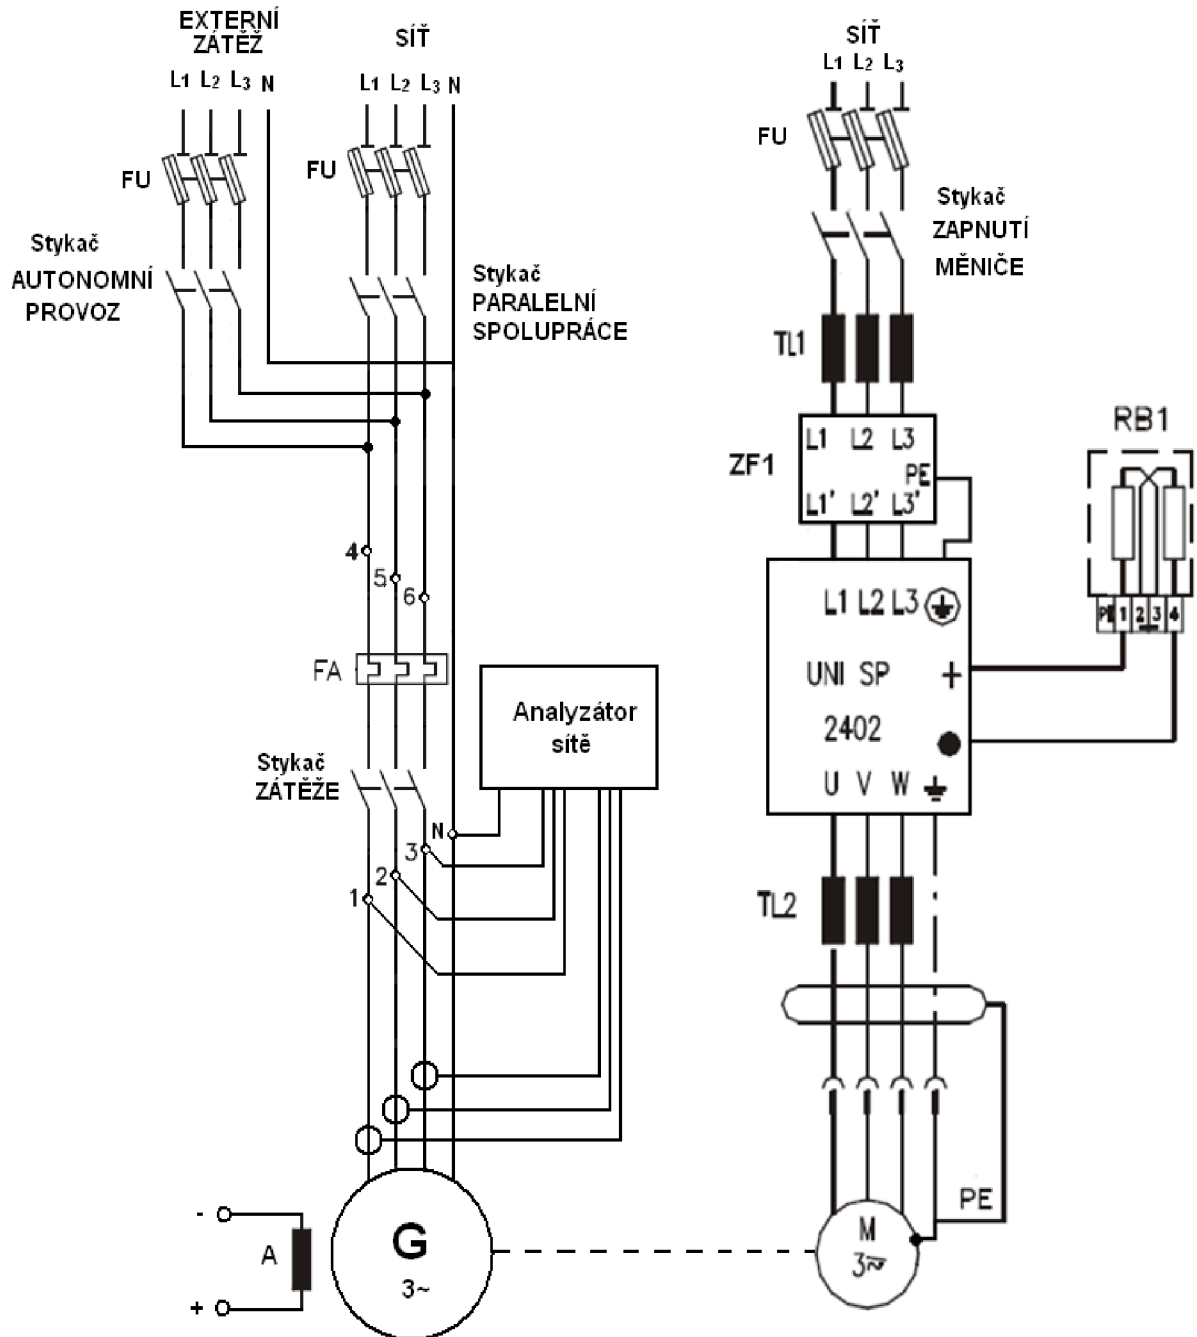 EXTERNÍ
ZÁTĚŽ
L1 L2 L3 N
FU
Stykač
AUTONOMNÍ
PROVOZ
SÍŤ
L1 L2 L3 N
FU
Stykač
PARALELNÍ
SPOLUPRÁCE
4
5
6
FA
Stykač
ZÁTĚŽE
Analyzátor
sítě
N
3
2
1
-
A
+
G
3~
SÍŤ
L1 L2 L3
FU
Stykač
ZAPNUTÍ
MĚNIČE
TL1
ZF1
L1 L2 L3
PE
L1' L2' L3'
RB1
PE 1 2 3 4
L1 L2 L3
UNI SP +
2402
U V W
TL2
PE
M
3~